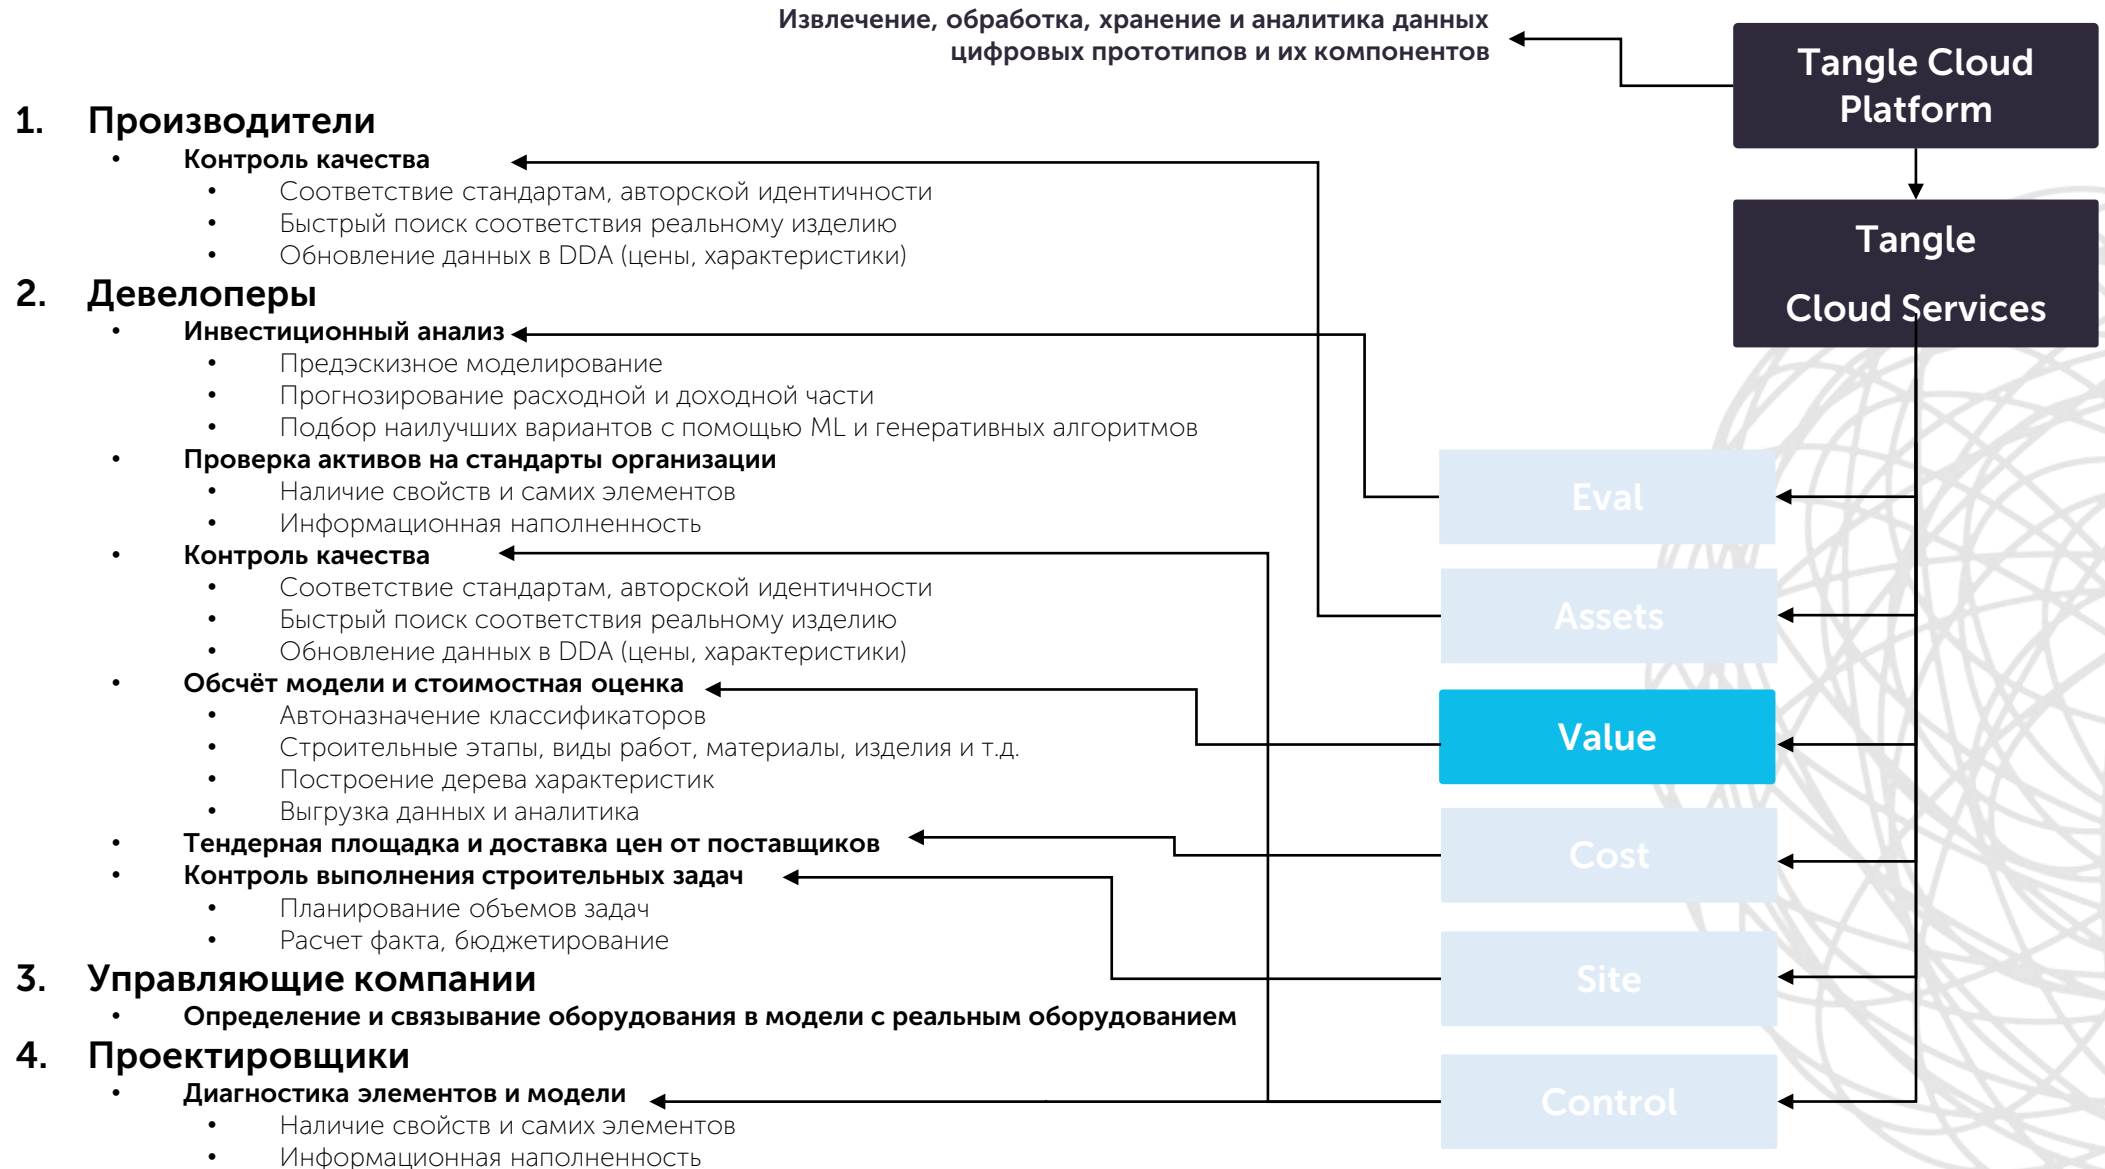 Извлечение, обработка, хранение и аналитика данных
цифровых прототипов и их компонентов
1. Производители
• Контроль качества
• Соответствие стандартам, авторской идентичности
• Быстрый поиск соответствия реальному изделию
• Обновление данных в DDA (цены, характеристики)
2. Девелоперы
• Инвестиционный анализ
• Предэскизное моделирование
• Прогнозирование расходной и доходной части
• Подбор наилучших вариантов с помощью ML и генеративных алгоритмов
• Проверка активов на стандарты организации
• Наличие свойств и самих элементов
• Информационная наполненность
• Контроль качества
• Соответствие стандартам, авторской идентичности
• Быстрый поиск соответствия реальному изделию
• Обновление данных в DDA (цены, характеристики)
• Обсчёт модели и стоимостная оценка
• Автоназначение классификаторов
• Строительные этапы, виды работ, материалы, изделия и т.д.
• Построение дерева характеристик
• Выгрузка данных и аналитика
• Тендерная площадка и доставка цен от поставщиков
• Контроль выполнения строительных задач
• Планирование объемов задач
• Расчет факта, бюджетирование
3. Управляющие компании
• Определение и связывание оборудования в модели с реальным оборудованием
4. Проектировщики
• Диагностика элементов и модели
• Наличие свойств и самих элементов
• Информационная наполненность
Tangle Cloud
Platform
Tangle
Cloud Services
Eval
Assets
Value
Cost
Site
Control